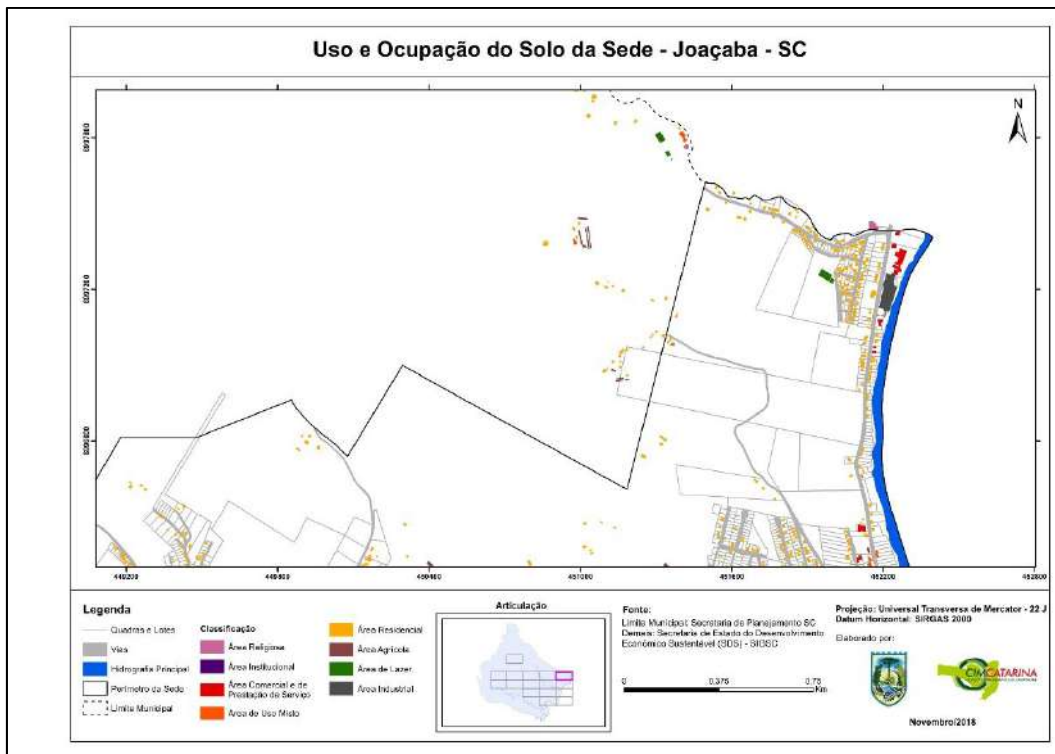 Uso e Ocupação do Solo da Sede - Joaçaba - SC
N
449200
450400
451000
451600
452200
452800
Legenda
Quadras e Lotes
Vias
Hidrografia Principal
Perímetro da Sede
Limite Municipal
Classificação
Área Religiosa
Área Institucional
Área Comercial e de
Prestação de Serviço
Área de Uso Misto
Área Residencial
Área Agrícola
Área de Lazer
Área Industrial
Articulação
Fonte:
Limite Municipal: Secretaria de Planejamento SC
Demais: Secretaria de Estado do Desenvolvimento
Econômico Sustentável (SDS) - SIGSC
0 0,375 0,75
Km
Projeção: Universal Transversa de Mercator - 22 J
Datum Horizontal: SIRGAS 2000
Elaborado por:
CIMCATARINA
Novembro/2018